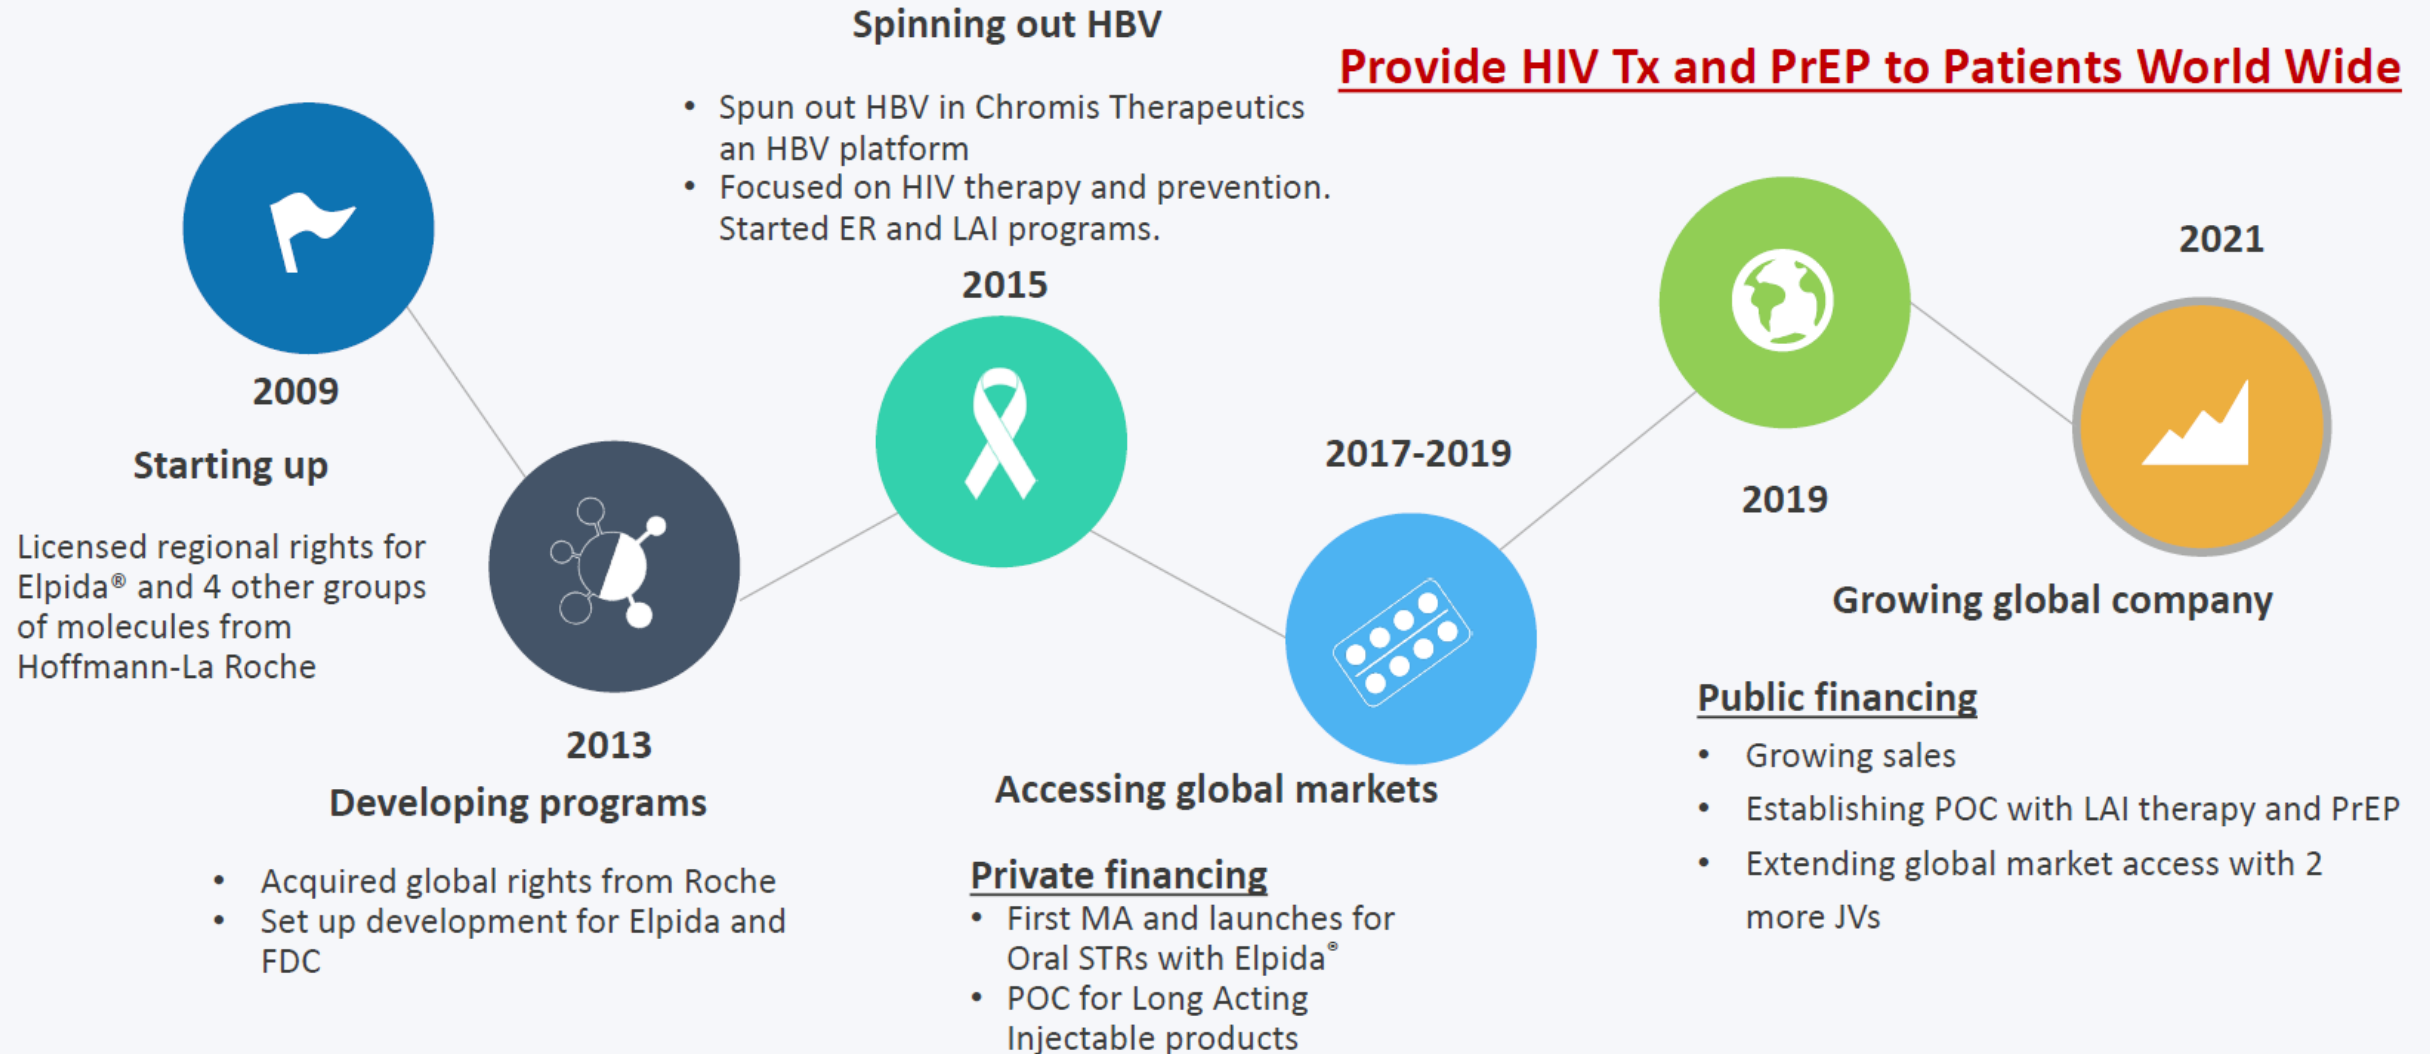 Provide HIV Tx and PrEP to Patients World Wide
2009
Starting up
Licensed regional rights for
Elpida® and 4 other groups
of molecules from
Hoffmann-La Roche
2013
Developing programs
• Acquired global rights from Roche
• Set up development for Elpida and
FDC
Spinning out HBV
• Spun out HBV in Chromis Therapeutics
an HBV platform
• Focused on HIV therapy and prevention.
Started ER and LAI programs.
2015
2017-2019
Accessing global markets
Private financing
• First MA and launches for
Oral STRs with Elpida®
• POC for Long Acting
Injectable products
2019
2021
Growing global company
Public financing
• Growing sales
• Establishing POC with LAI therapy and PrEP
• Extending global market access with 2
more JVs